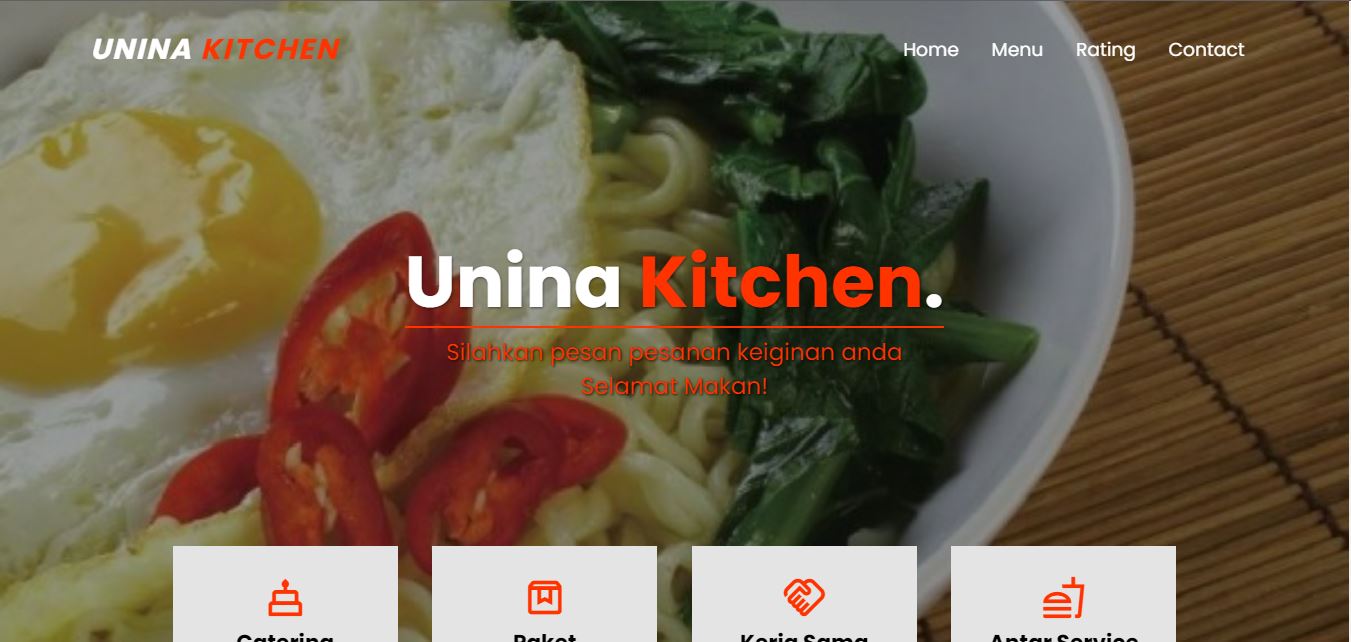 UNINA KITCHEN
Home Menu Rating Contact
Unina Kitchen.
Silahkan pesan pesanan keiginan anda
Selamat Makan!
Catering Paket Kerja Sama Antar Service